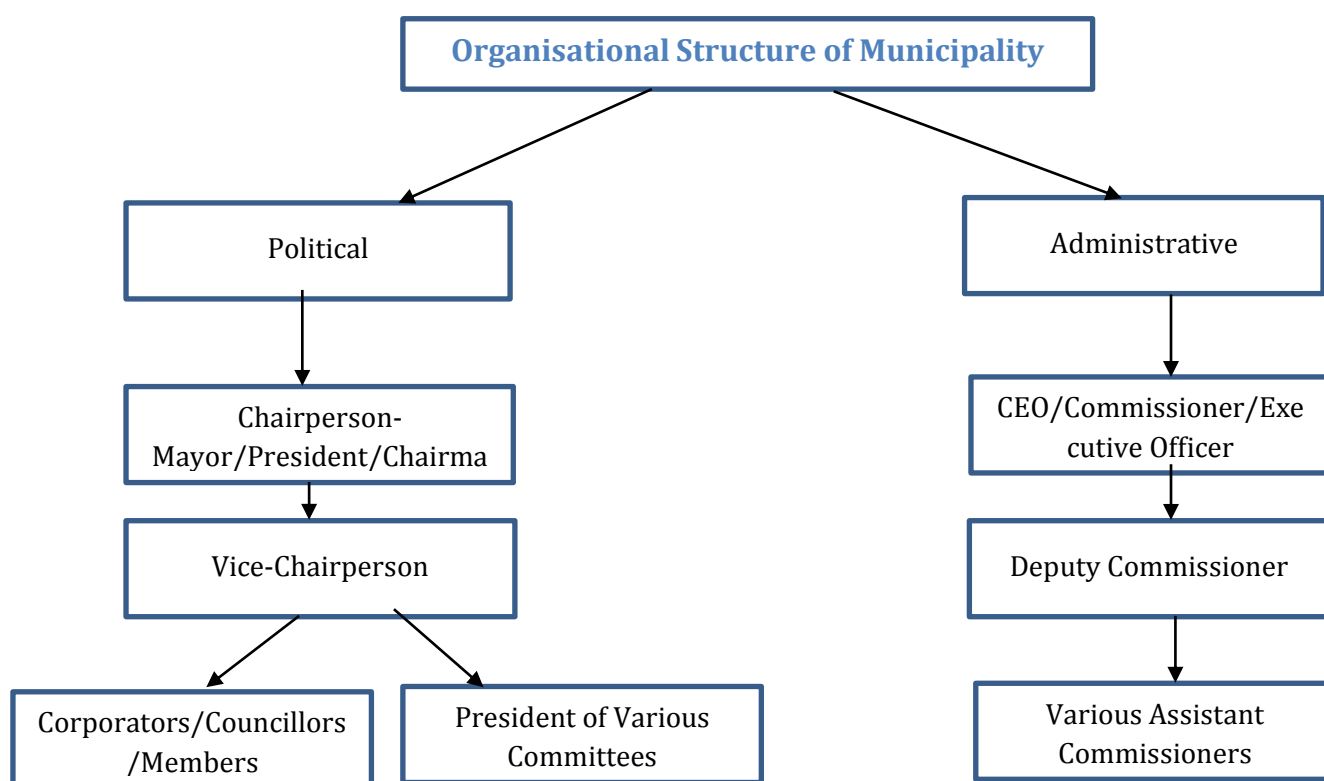 Organisational Structure of Municipality
Political
Administrative
Chairperson-
Mayor/President/Chairma
CEO/Commissioner/Exe
cutive Officer
Vice-Chairperson
Deputy Commissioner
Corporators/Councillors
/Members
President of Various
Committees
Various Assistant
Commissioners